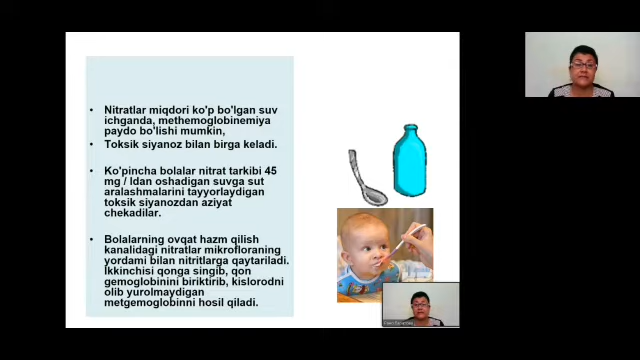 Nitratlar miqdori ko'p bo'lgan suv
ichganda, methemoglobinemiya
paydo bo'lishi mumkin,
Toksik siyanoz bilan birga keladi.
Ko'pincha bolalar nitrat tarkibi 45
mg / ldan oshadigan suvga sut
aralashmalarini tayyorlaydigan
toksik siyanozdan aziyat
chekadilar.
Bolalarning ovqat hazm qilish
kanalidagi nitratlar mikrofloraning
yordami bilan nitritlarga qaytariladi.
Ikkinchisi qonga singib, qon
gemoglobinini biriktirib, kislorodni
olib yurolmaydigan
metgemoglobinni hosil qiladi.